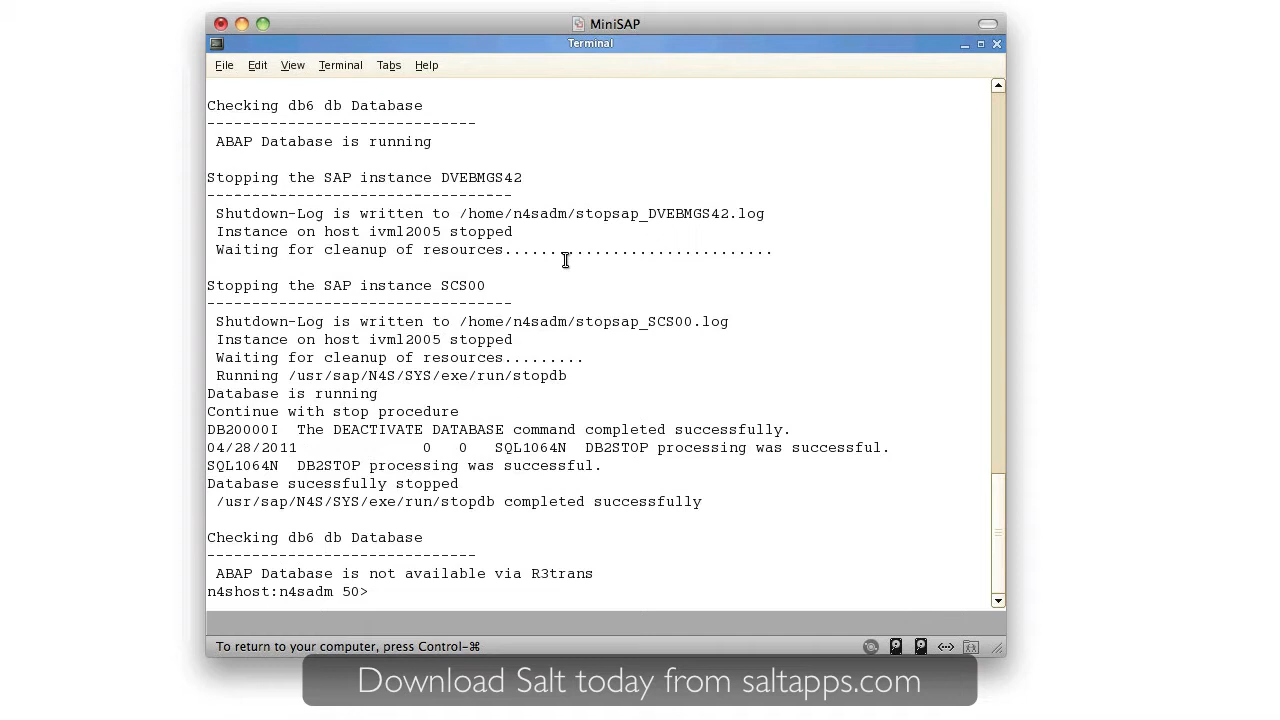 MiniSAP
Terminal
File Edit View Terminal Tabs Help
Checking db6 db Database
------------------------------
ABAP Database is running
Stopping the SAP instance DVEBMGS42
----------------------------------
Shutdown-Log is written to /home/n4sadm/stopsap_DVEBMGS42.log
Instance on host ivml2005 stopped
Waiting for cleanup of resources..............................
Stopping the SAP instance SCS00
----------------------------------
Shutdown-Log is written to /home/n4sadm/stopsap_SCS00.log
Instance on host ivml2005 stopped
Waiting for cleanup of resources.........
Running /usr/sap/N4S/SYS/exe/run/stopdb
Database is running
Continue with stop procedure
DB20000I  The DEACTIVATE DATABASE command completed successfully.
04/28/2011              0   0   SQL1064N  DB2STOP processing was successful.
SQL1064N  DB2STOP processing was successful.
Database sucessfully stopped
/usr/sap/N4S/SYS/exe/run/stopdb completed successfully
Checking db6 db Database
------------------------------
ABAP Database is not available via R3trans
n4shost:n4sadm 50>
To return to your computer, press Control-⌘
Download Salt today from saltapps.com